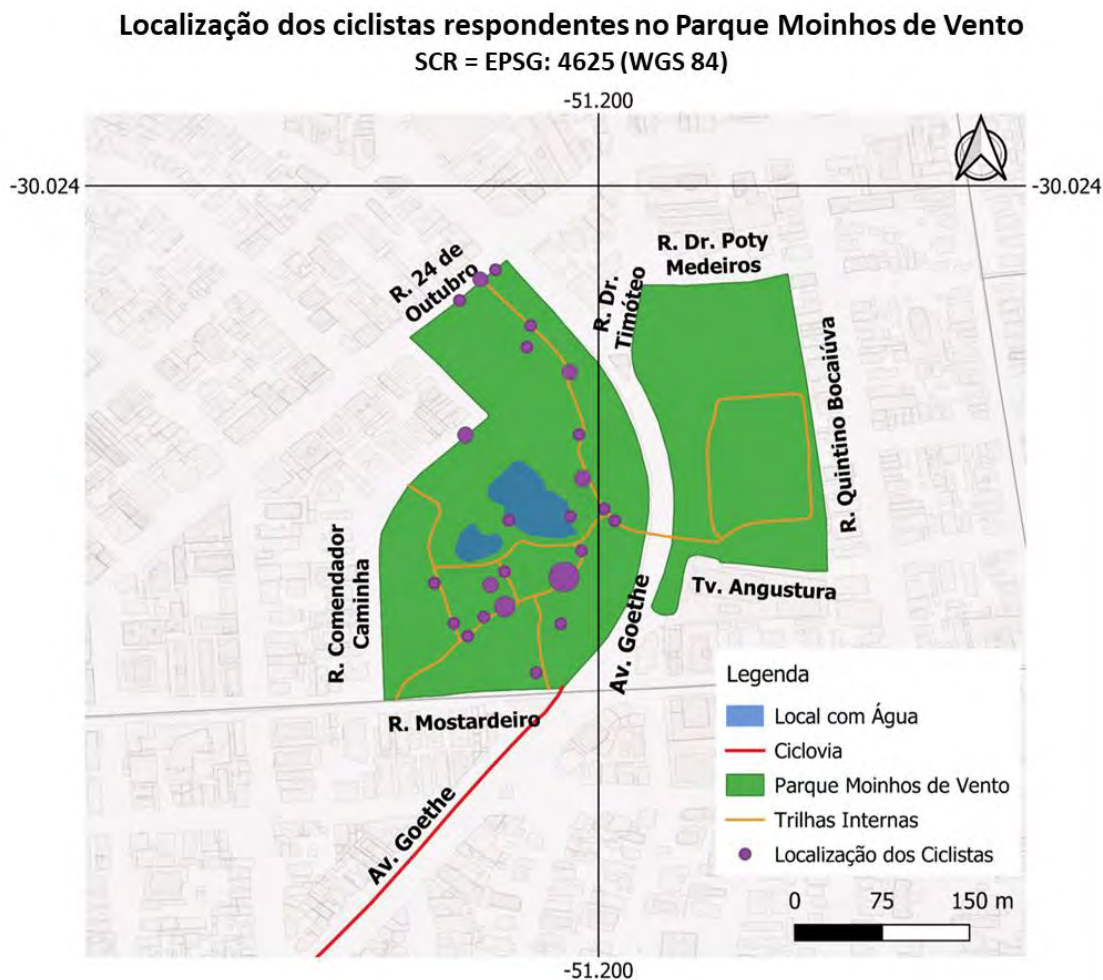 Localização dos ciclistas respondentes no Parque Moinhos de Vento
SCR = EPSG: 4625 (WGS 84)
-51.200
-30.024
-30.024
R. 24 de
Outubro
R. Dr.
Timóteo
R. Dr. Poty
Medeiros
R. Quintino Bocaiúva
R. Comendador
Caminha
Tv. Angustura
Av. Goethe
R. Mostardeiro
Av. Goethe
Legenda
Local com Água
Ciclovia
Parque Moinhos de Vento
Trilhas Internas
Localização dos Ciclistas
0 75 150 m
-51.200